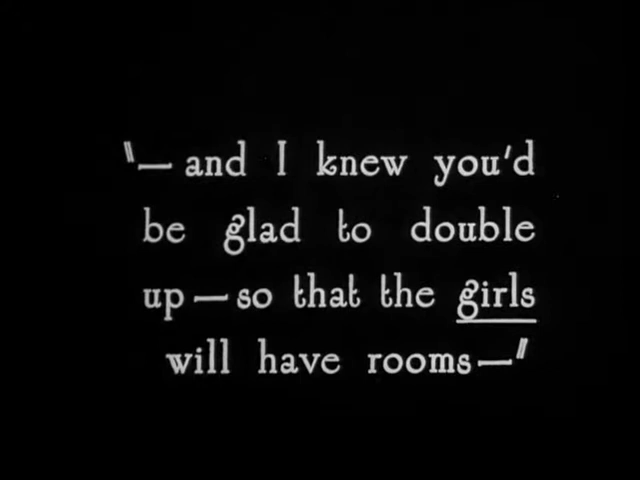 "—and I knew you'd
be glad to double
up—so that the girls
will have rooms—"